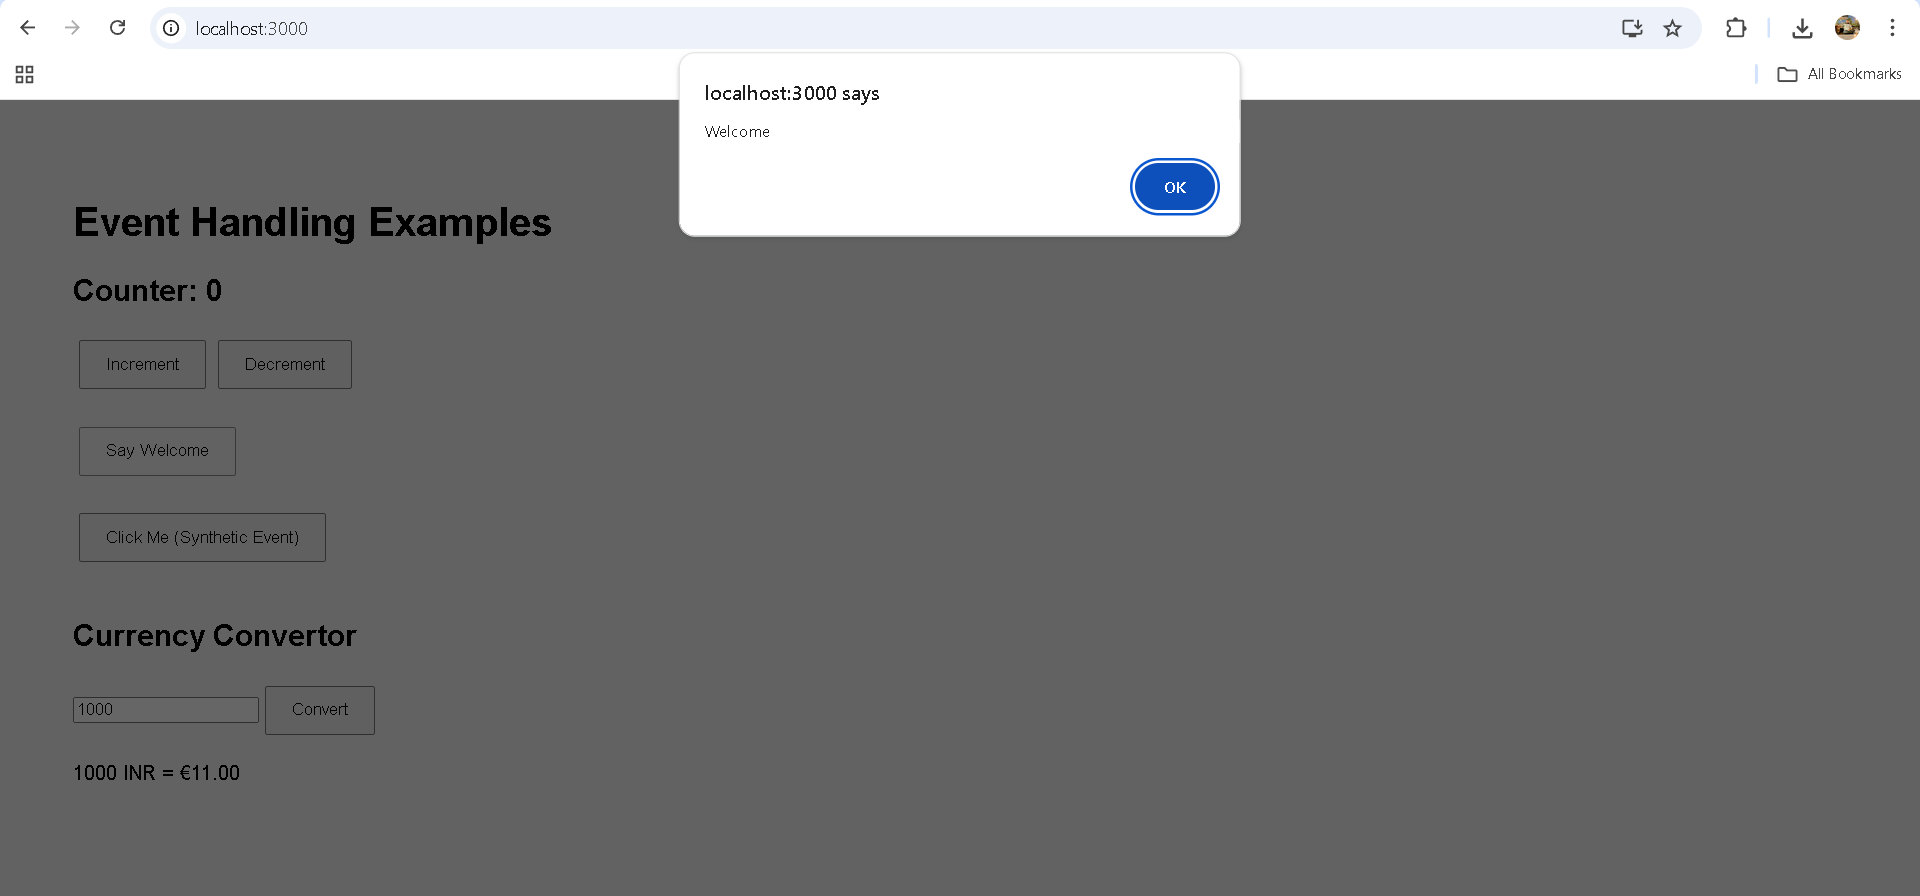 localhost:3000
All Bookmarks
localhost:3000 says
Welcome
OK
Event Handling Examples
Counter: 0
Increment Decrement
Say Welcome
Click Me (Synthetic Event)
Currency Convertor
1000 Convert
1000 INR = €11.00